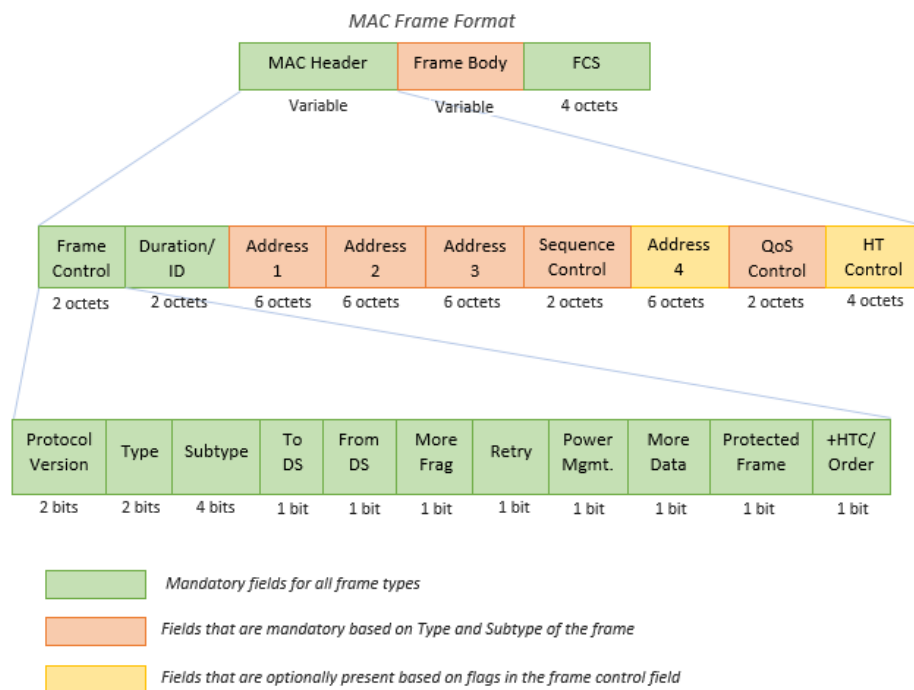 MAC Frame Format
MAC Header Frame Body FCS
Variable Variable 4 octets
Frame Control Duration/ ID Address 1 Address 2 Address 3 Sequence Control Address 4 QoS Control HT Control
2 octets 2 octets 6 octets 6 octets 6 octets 2 octets 6 octets 2 octets 4 octets
Protocol Version Type Subtype To DS From DS More Frag Retry Power Mgmt. More Data Protected Frame +HTC/ Order
2 bits 2 bits 4 bits 1 bit 1 bit 1 bit 1 bit 1 bit 1 bit 1 bit 1 bit
Mandatory fields for all frame types
Fields that are mandatory based on Type and Subtype of the frame
Fields that are optionally present based on flags in the frame control field